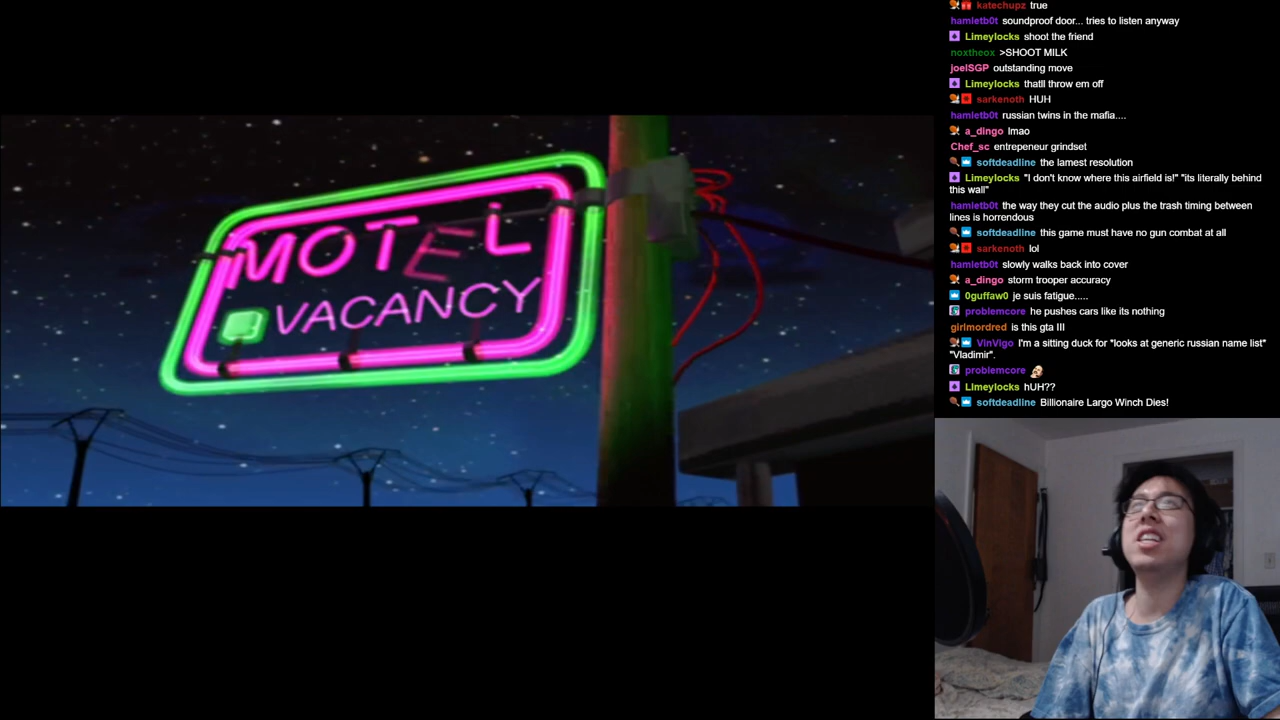 MOTEL
VACANCY
katechupz true
hamletb0t soundproof door... tries to listen anyway
Limeylocks shoot the friend
noxtheox >SHOOT MILK
joelSGP outstanding move
Limeylocks thatll throw em off
sarkenoth HUH
hamletb0t russian twins in the mafia....
a_dingo lmao
Chef_sc entrepeneur grindset
softdeadline the lamest resolution
Limeylocks "I don't know where this airfield is!" "its literally behind
this wall"
hamletb0t the way they cut the audio plus the trash timing between
lines is horrendous
softdeadline this game must have no gun combat at all
sarkenoth lol
hamletb0t slowly walks back into cover
a_dingo storm trooper accuracy
0guffaw0 je suis fatigue.....
problemcore he pushes cars like its nothing
girlmordred is this gta III
VinVigo I'm a sitting duck for *looks at generic russian name list*
"Vladimir".
problemcore
Limeylocks hUH??
softdeadline Billionaire Largo Winch Dies!